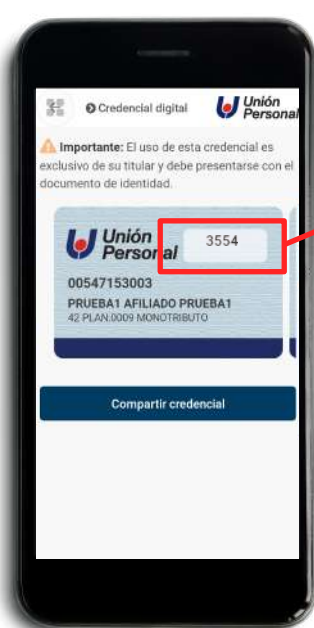 Credencial digital
Unión
Personal
Importante: El uso de esta credencial es
exclusivo de su titular y debe presentarse con el
documento de identidad.
Unión
Personal
3554
00547153003
PRUEBA1 AFILIADO PRUEBA1
42 PLAN:0009 MONOTRIBUTO
Compartir credencial